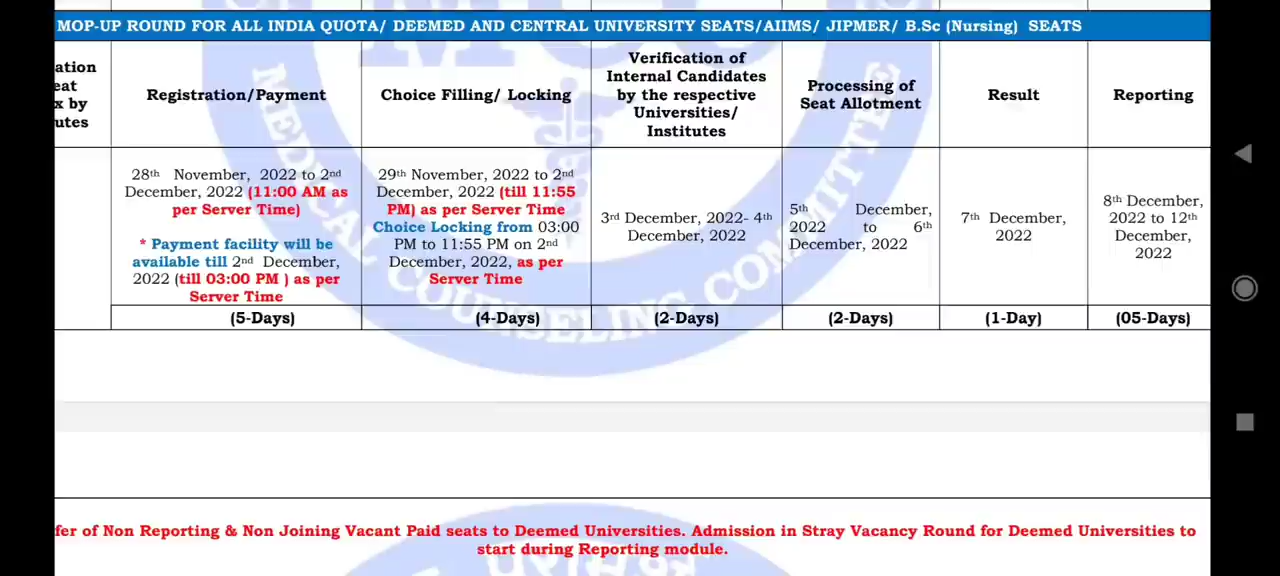 MOP-UP ROUND FOR ALL INDIA QUOTA/ DEEMED AND CENTRAL UNIVERSITY SEATS/AIIMS/ JIPMER/ B.Sc (Nursing) SEATS
ation
eat
x by
utes
Registration/Payment
Choice Filling/ Locking
Verification of
Internal Candidates
by the respective
Universities/
Institutes
Processing of
Seat Allotment
Result
Reporting
28th November, 2022 to 2nd
December, 2022 (11:00 AM as
per Server Time)
* Payment facility will be
available till 2nd December,
2022 (till 03:00 PM ) as per
Server Time
29th November, 2022 to 2nd
December, 2022 (till 11:55
PM) as per Server Time
Choice Locking from 03:00
PM to 11:55 PM on 2nd
December, 2022, as per
Server Time
3rd December, 2022- 4th
December, 2022
5th December,
2022 to 6th
December, 2022
7th December,
2022
8th December,
2022 to 12th
December,
2022
(5-Days)
(4-Days)
(2-Days)
(2-Days)
(1-Day)
(05-Days)
MEDICAL COUNSELING COMMITTEE
fer of Non Reporting & Non Joining Vacant Paid seats to Deemed Universities. Admission in Stray Vacancy Round for Deemed Universities to
start during Reporting module.